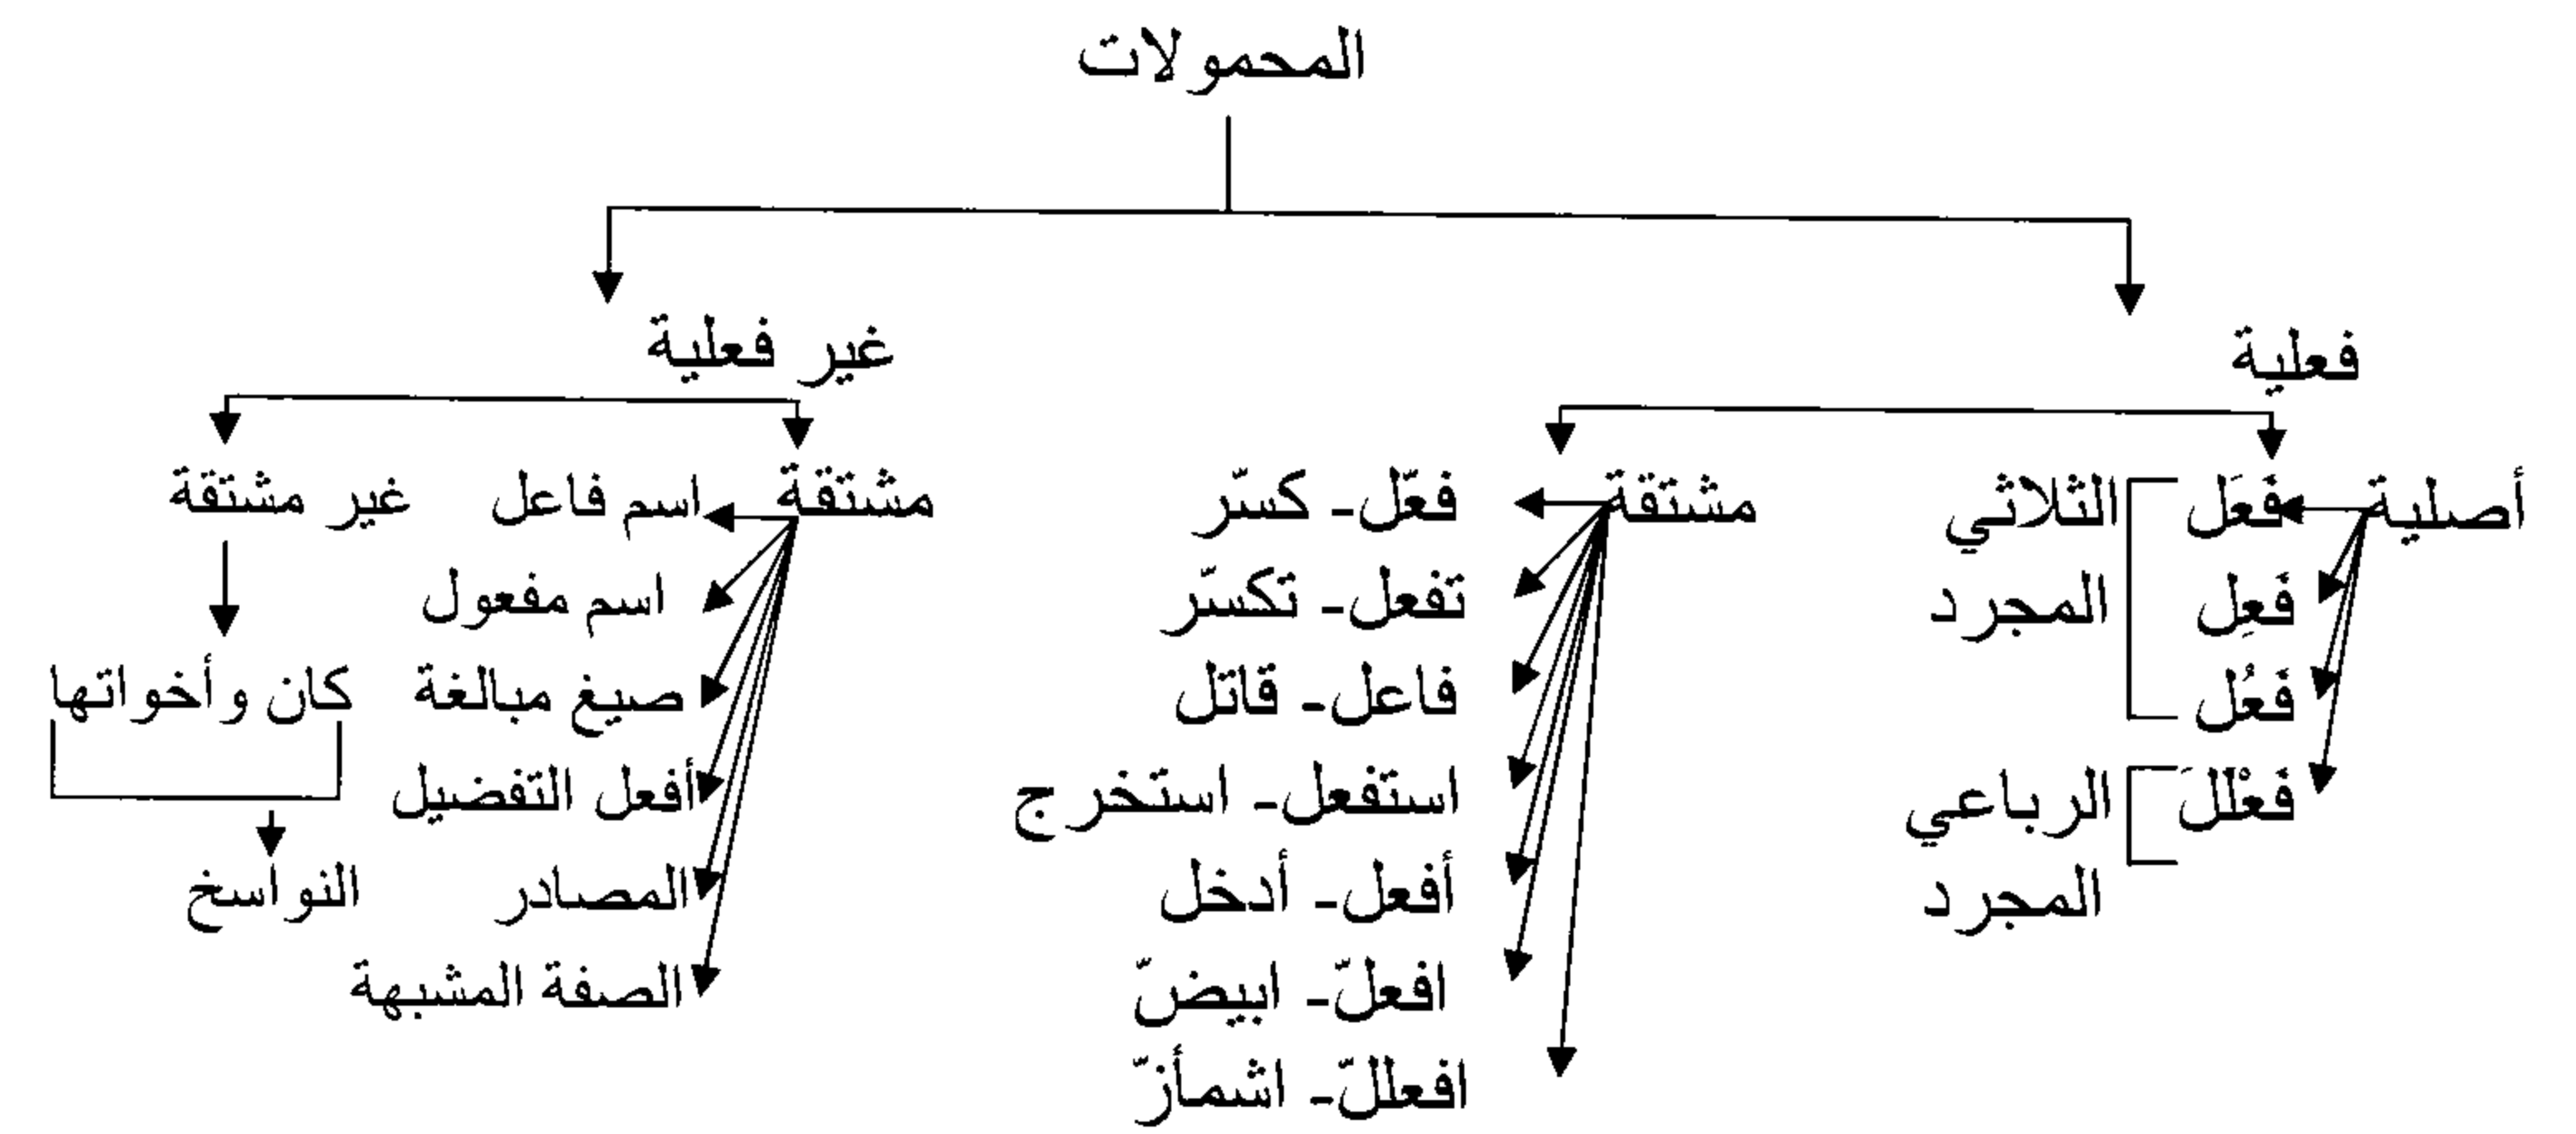 المحمولات
فعلية
غير فعلية
أصلية
فَعَل
فَعِل
فَعُل
الثلاثي
المجرد
فَعْلَلَ
الرباعي
المجرد
مشتقة
فعّل- كسّر
تفعل- تكسّر
فاعل- قاتل
استفعل- استخرج
أفعل- أدخل
افعلّ- ابيضّ
افعللّ- اشمأزّ
مشتقة
اسم فاعل
اسم مفعول
صيغ مبالغة
أفعل التفضيل
المصادر
الصفة المشبهة
غير مشتقة
كان وأخواتها
النواسخ